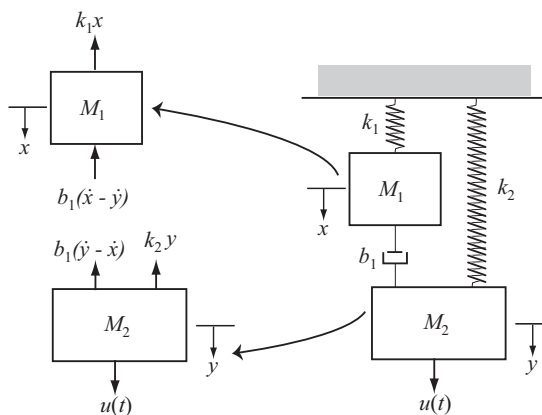 k₁x
M₁
x
b₁(ẋ - ẏ)
b₁(ẏ - ẋ)
k₂y
M₂
y
u(t)
k₁
k₂
M₁
x
b₁
M₂
y
u(t)